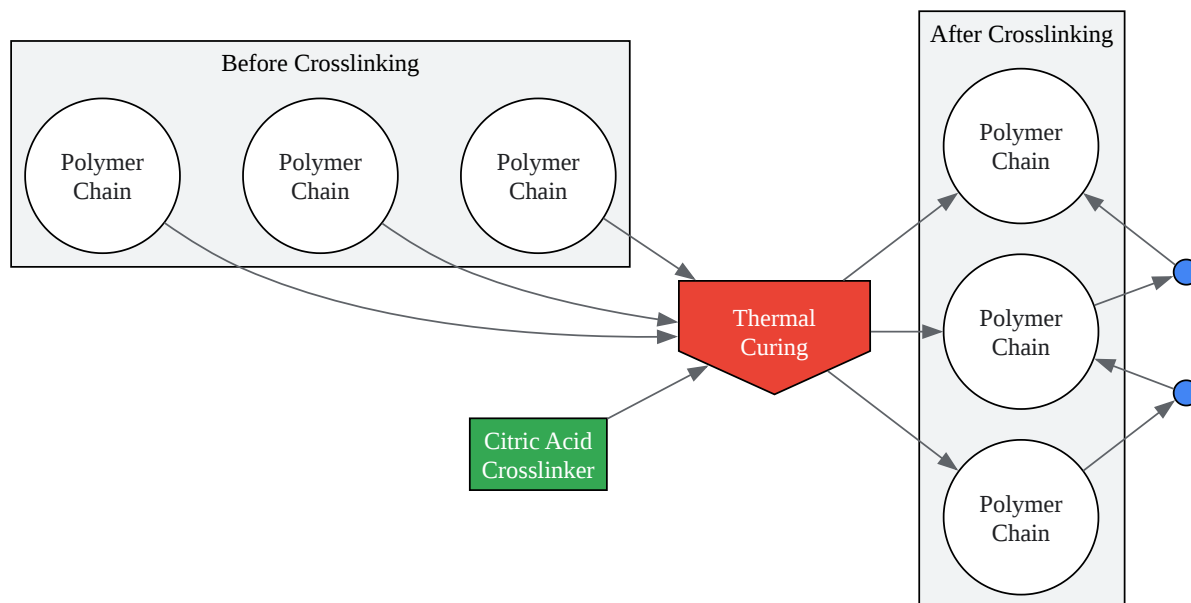 Before Crosslinking
Polymer
Chain
Polymer
Chain
Polymer
Chain
Citric Acid
Crosslinker
Thermal
Curing
After Crosslinking
Polymer
Chain
Polymer
Chain
Polymer
Chain